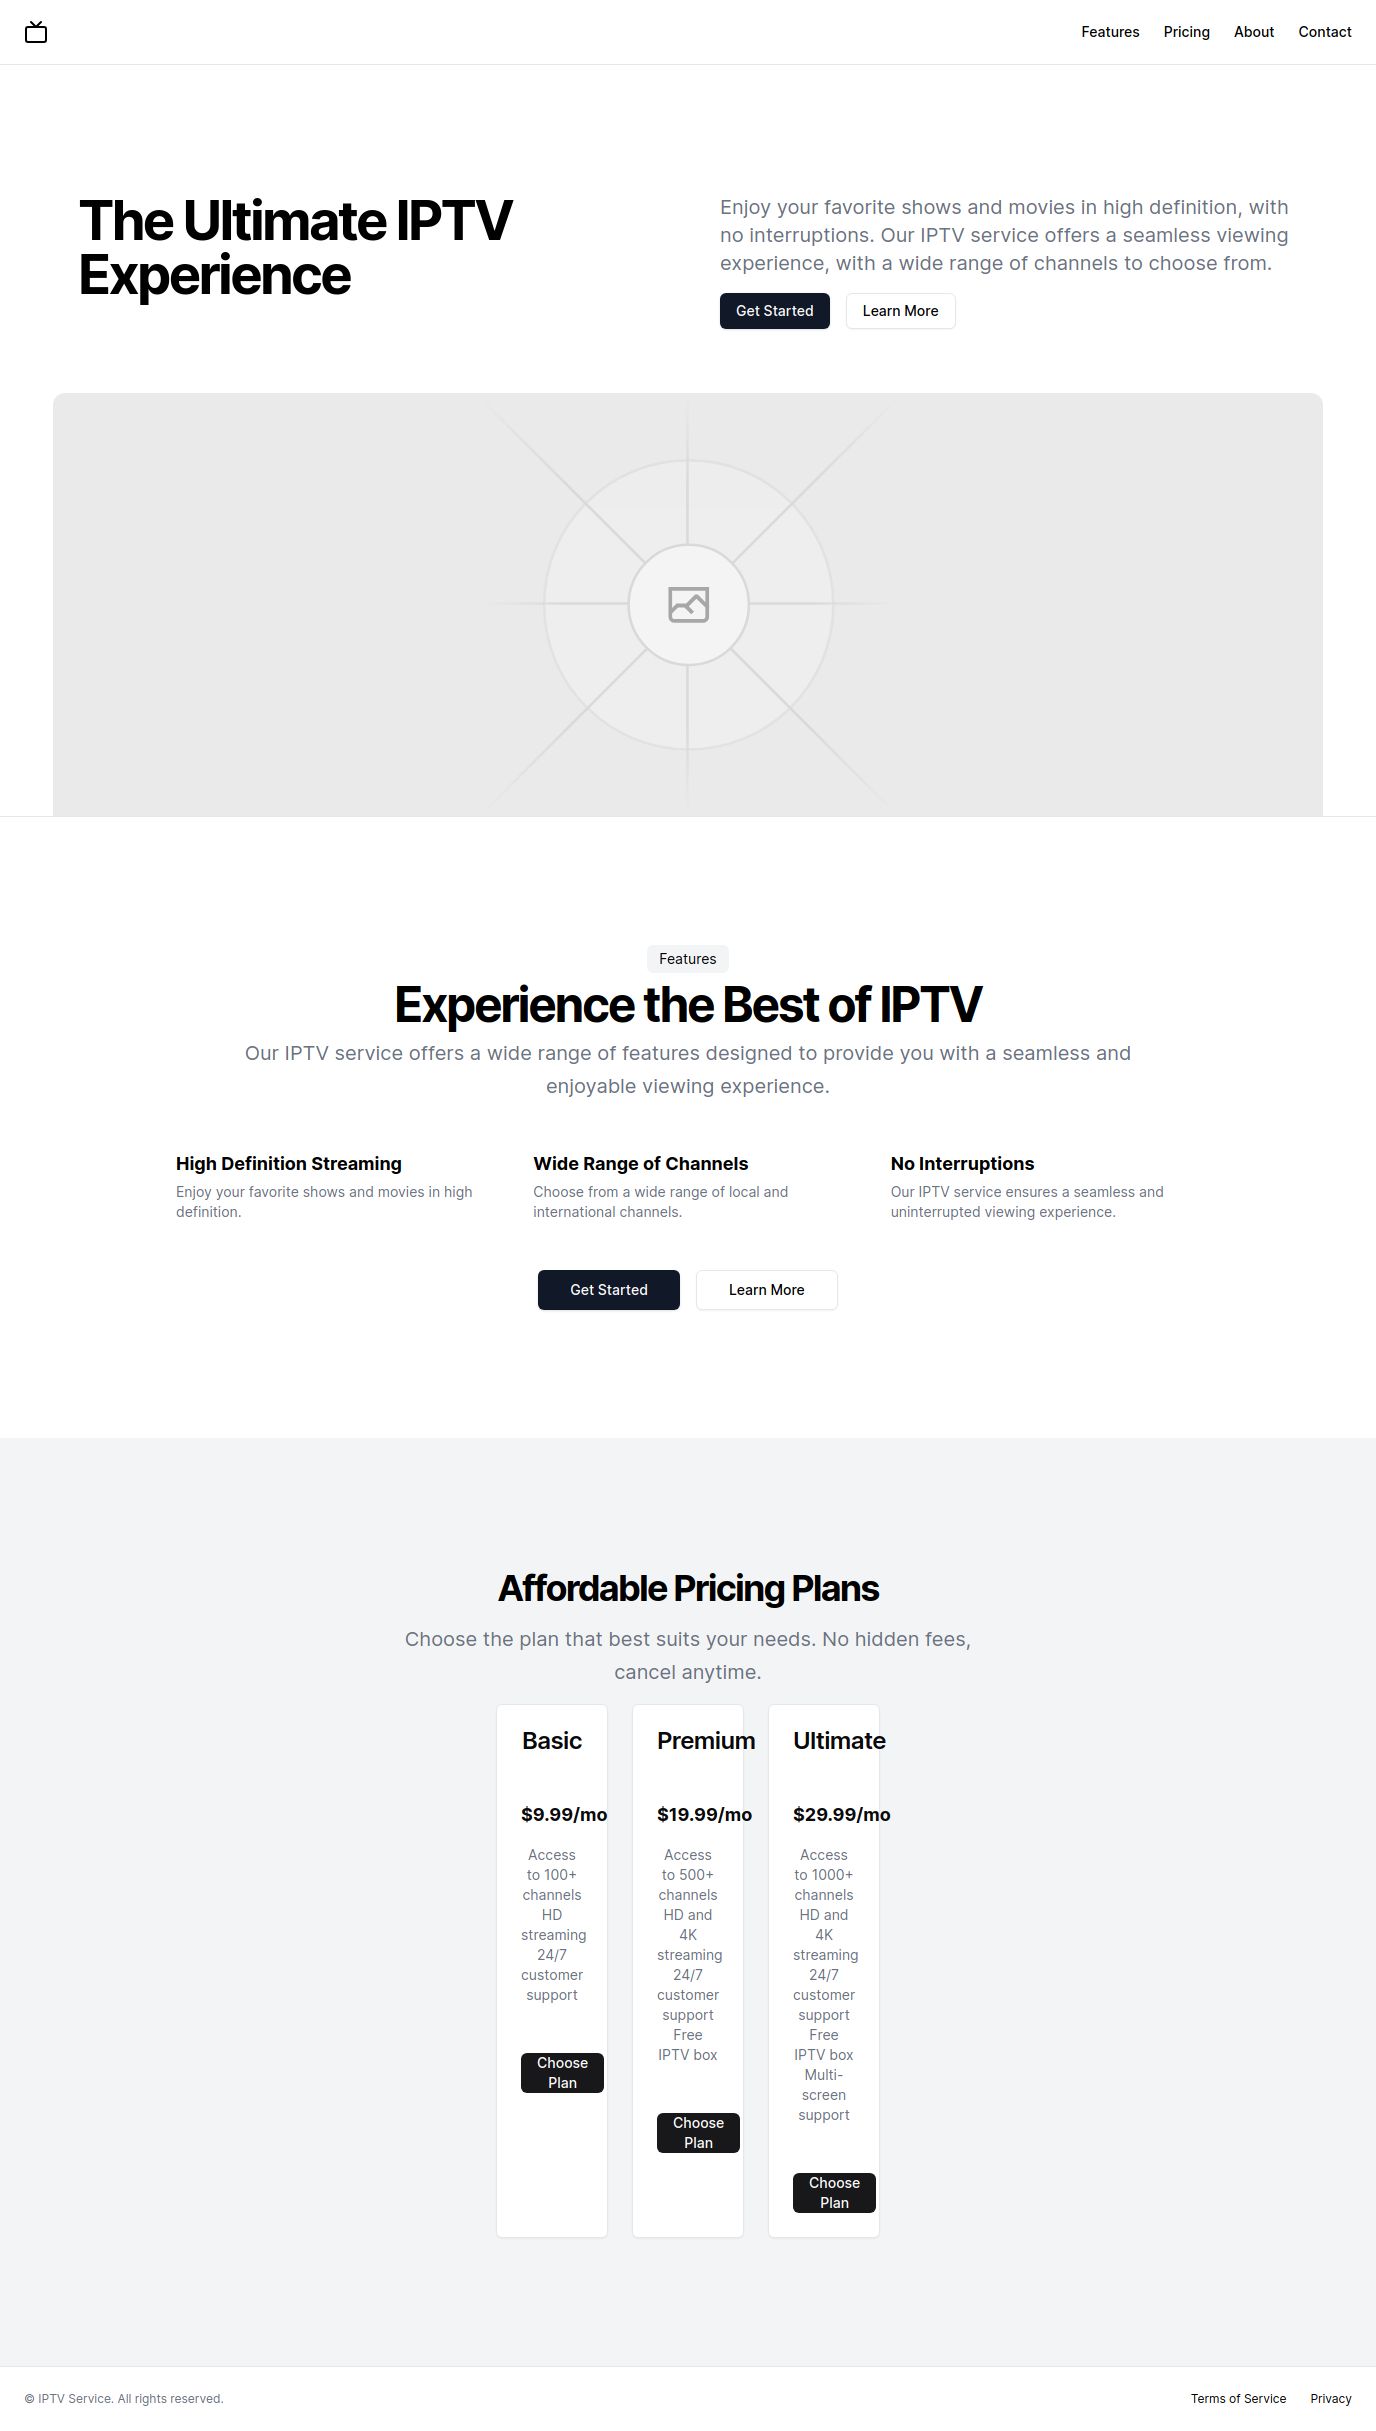 Features Pricing About Contact
The Ultimate IPTV
Experience
Enjoy your favorite shows and movies in high definition, with
no interruptions. Our IPTV service offers a seamless viewing
experience, with a wide range of channels to choose from.
Get Started Learn More
Features
Experience the Best of IPTV
Our IPTV service offers a wide range of features designed to provide you with a seamless and
enjoyable viewing experience.
High Definition Streaming
Enjoy your favorite shows and movies in high
definition.
Wide Range of Channels
Choose from a wide range of local and
international channels.
No Interruptions
Our IPTV service ensures a seamless and
uninterrupted viewing experience.
Get Started Learn More
Affordable Pricing Plans
Choose the plan that best suits your needs. No hidden fees,
cancel anytime.
Basic
$9.99/mo
Access
to 100+
channels
HD
streaming
24/7
customer
support
Choose
Plan
Premium
$19.99/mo
Access
to 500+
channels
HD and
4K
streaming
24/7
customer
support
Free
IPTV box
Choose
Plan
Ultimate
$29.99/mo
Access
to 1000+
channels
HD and
4K
streaming
24/7
customer
support
Free
IPTV box
Multi-
screen
support
Choose
Plan
© IPTV Service. All rights reserved.
Terms of Service Privacy